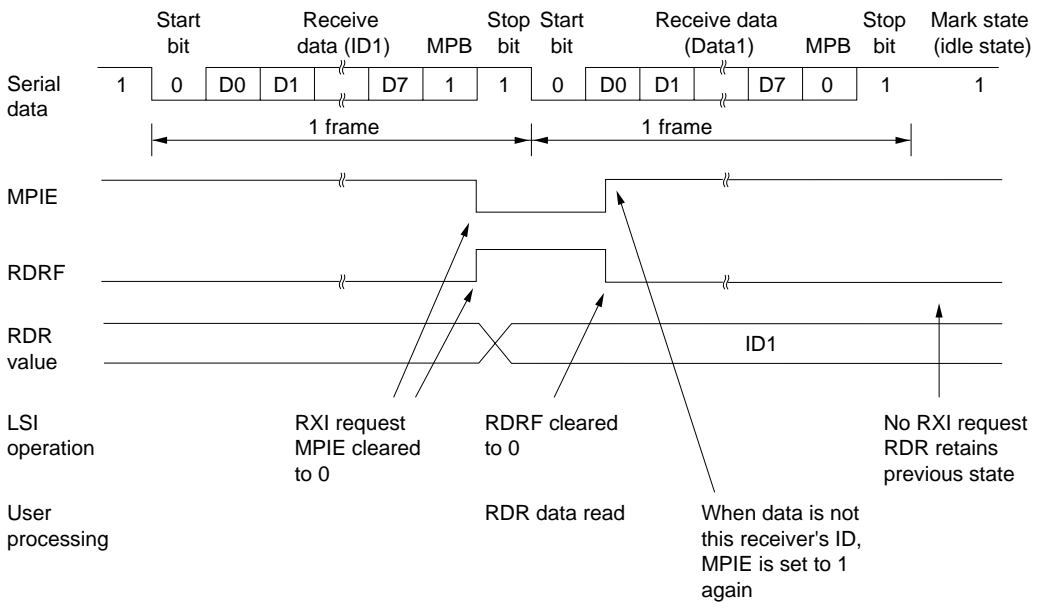 Start Receive Stop Start Receive data Stop Mark state
bit data (ID1) MPB bit bit (Data1) MPB bit (idle state)
Serial data
1 0 D0 D1 D7 1 1 0 D0 D1 D7 0 1 1
1 frame 1 frame
MPIE
RDRF
RDR
value
ID1
LSI
operation
RXI request
MPIE cleared
to 0
RDRF cleared
to 0
No RXI request
RDR retains
previous state
User
processing
RDR data read
When data is not
this receiver's ID,
MPIE is set to 1
again